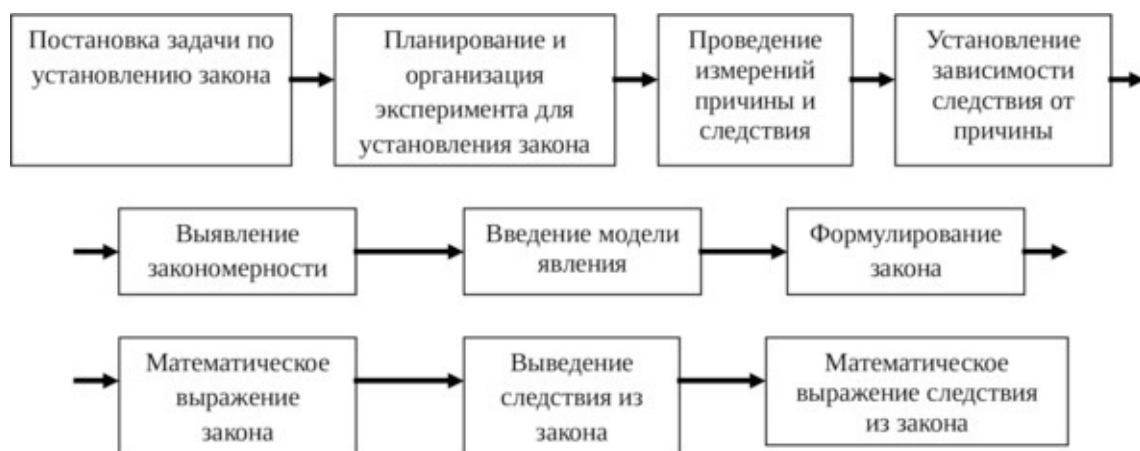 Постановка задачи по
установлению закона
Планирование и
организация
эксперимента для
установления закона
Проведение
измерений
причины и
следствия
Установление
зависимости
следствия от
причины
Выявление
закономерности
Введение модели
явления
Формулирование
закона
Математическое
выражение
закона
Выведение
следствия из
закона
Математическое
выражение следствия
из закона